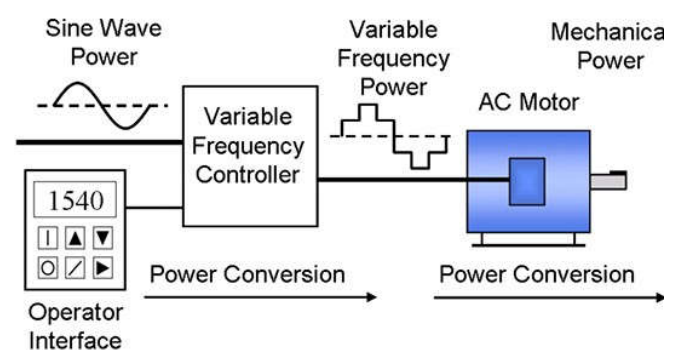 Sine Wave
Power
Variable
Frequency
Power
Mechanica
Power
AC Motor
Variable
Frequency
Controller
1540
Power Conversion
Power Conversion
Operator
Interface